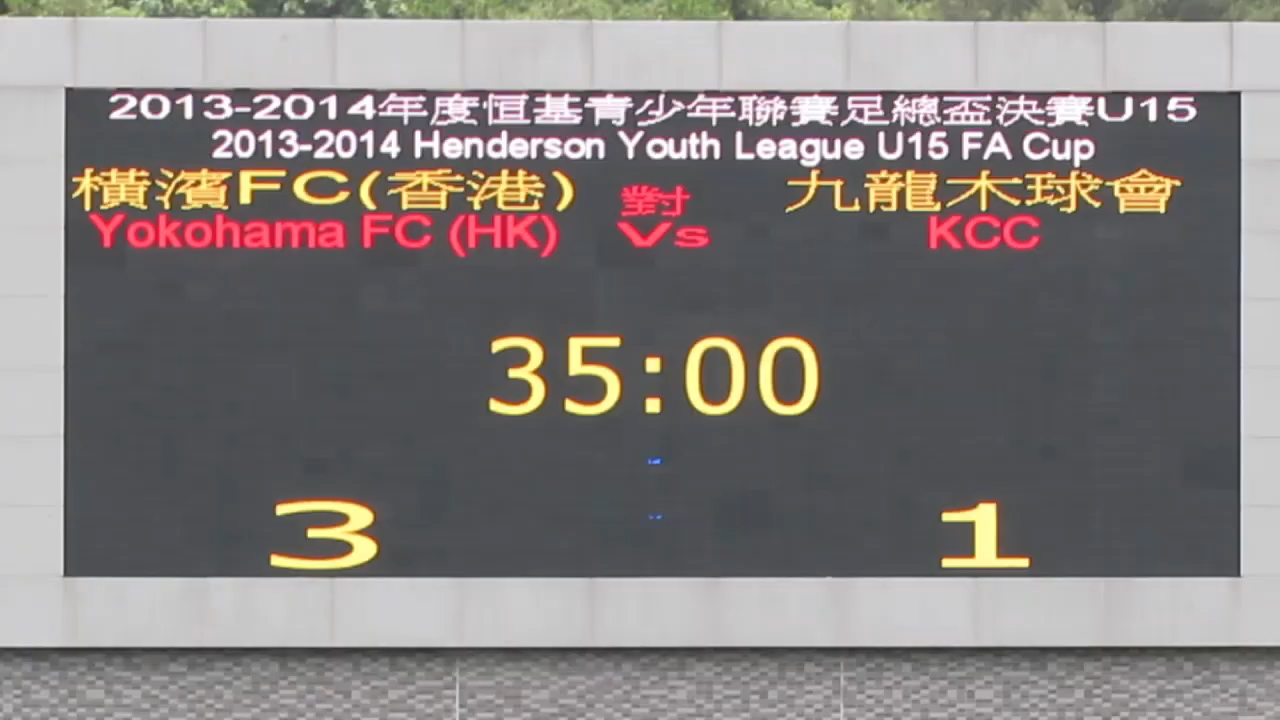 2013-2014年度恒基青少年聯賽足總盃決賽U15
2013-2014 Henderson Youth League U15 FA Cup
橫濱FC(香港) 對 九龍木球會
Yokohama FC (HK) Vs KCC
35:00
3 1